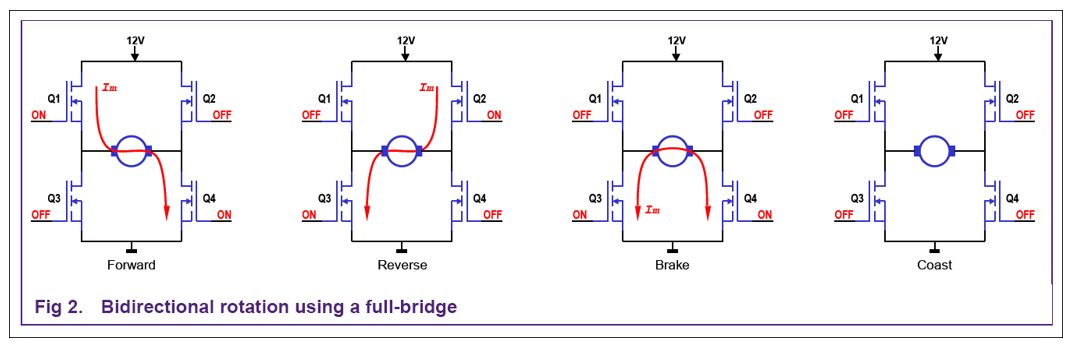 12V 12V 12V 12V
Im Im
Q1 Q2 Q1 Q2 Q1 Q2 Q1 Q2
ON OFF OFF ON OFF OFF OFF OFF
Q3 Q4 Q3 Q4 Q3 Q4 Q3 Q4
Im
OFF ON ON OFF ON ON OFF OFF
Forward Reverse Brake Coast
Fig 2. Bidirectional rotation using a full-bridge